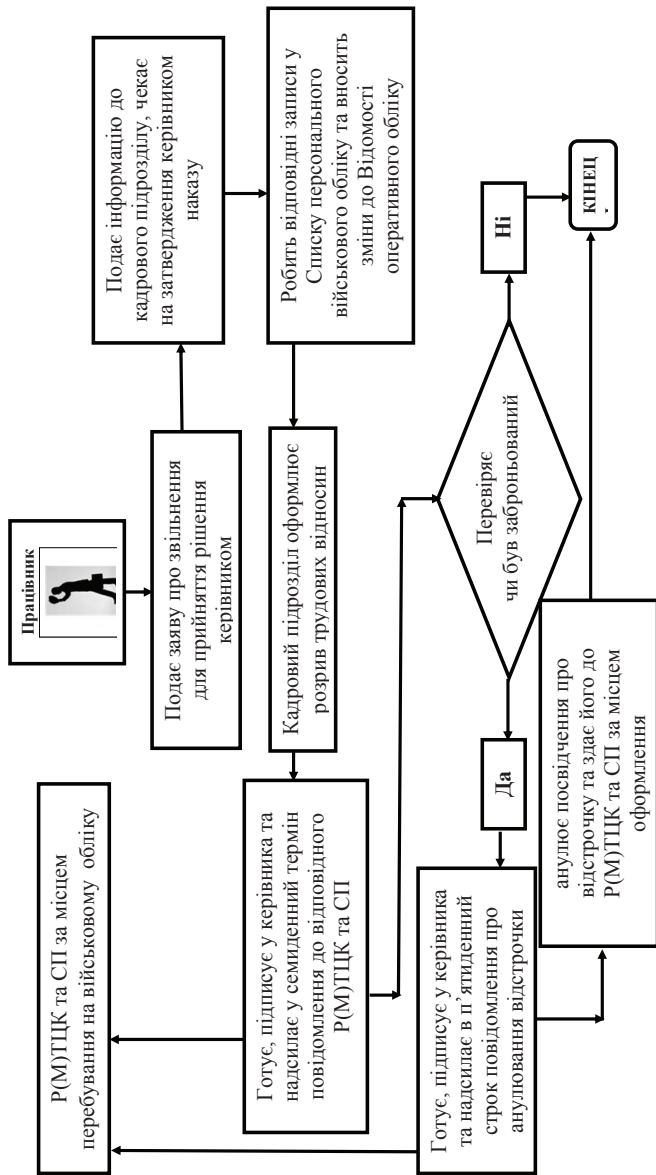 Працівник
Подає заяву про звільнення
для прийняття рішення
керівником
Подає інформацію до
кадрового підрозділу, чекає
на затвердження керівником
наказу
Робить відповідні записи у
Списку персонального
військового обліку та вносить
зміни до Відомості
оперативного обліку
Кадровий підрозділ оформлює
розрив трудових відносин
Готує, підписує у керівника та
надсилає у семиденний термін
повідомлення до відповідного
Р(М)ТЦК та СП
Р(М)ТЦК та СП за місцем
перебування на військовому обліку
Перевіряє
чи був заброньований
Ні
Да
Готує, підписує у керівника
та надсилає в п’ятиденний
строк повідомлення про
анулювання відстрочки
анулює посвідчення про
відстрочку та здає його до
Р(М)ТЦК та СП за місцем
оформлення
КІНЕЦ